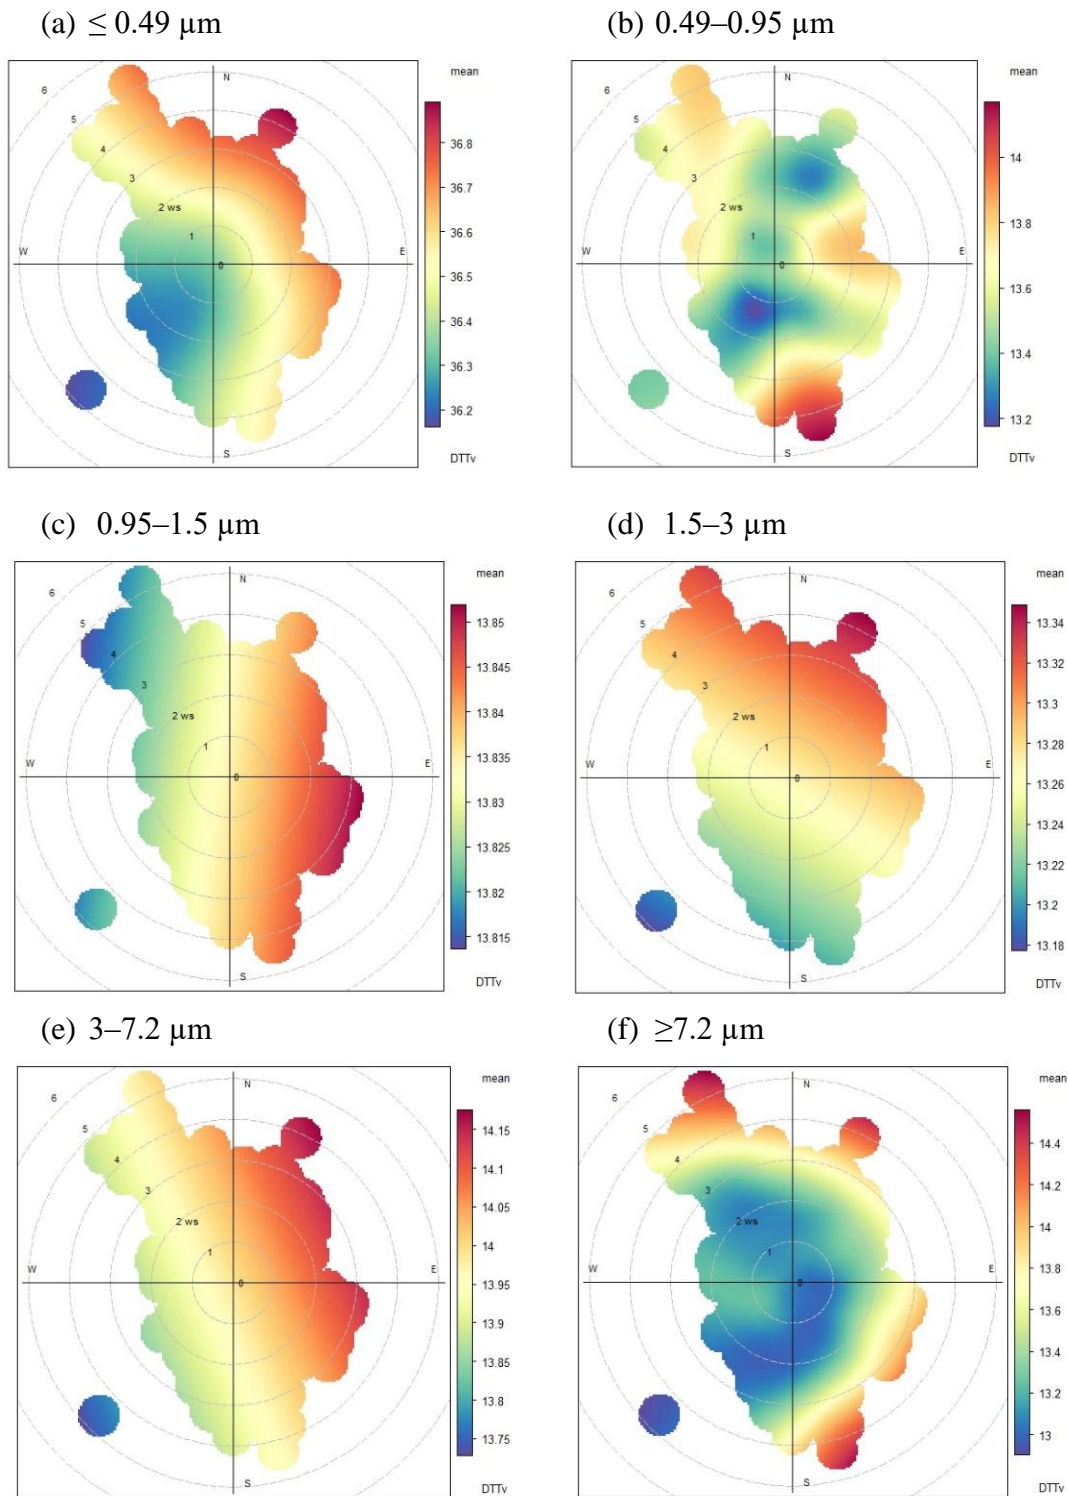 (a) ≤ 0.49 µm
(b) 0.49–0.95 µm
mean
6
5
4
3
2 ws
1
0
N
W
E
S
36.8
36.7
36.6
36.5
36.4
36.3
36.2
DTTv
mean
6
5
4
3
2 ws
1
0
N
W
E
S
14
13.8
13.6
13.4
13.2
DTTv
(c) 0.95–1.5 µm
(d) 1.5–3 µm
mean
6
5
4
3
2 ws
1
0
N
W
E
S
13.85
13.845
13.84
13.835
13.83
13.825
13.82
13.815
DTTv
mean
6
5
4
3
2 ws
1
0
N
W
E
S
13.34
13.32
13.3
13.28
13.26
13.24
13.22
13.2
13.18
DTTv
(e) 3–7.2 µm
(f) ≥7.2 µm
mean
6
5
4
3
2 ws
1
0
N
W
E
S
14.15
14.1
14.05
14
13.95
13.9
13.85
13.8
13.75
DTTv
mean
6
5
4
3
2 ws
1
0
N
W
E
S
14.4
14.2
14
13.8
13.6
13.4
13.2
13
DTTv